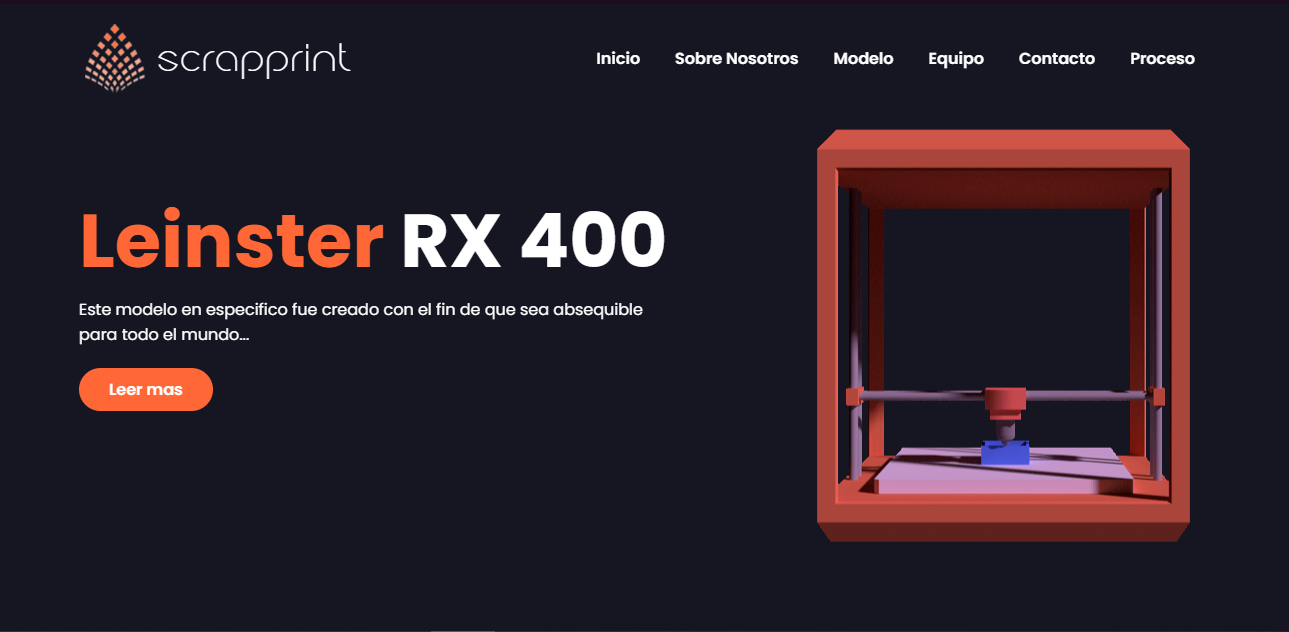 scrapprint
Inicio Sobre Nosotros Modelo Equipo Contacto Proceso
Leinster RX 400
Este modelo en especifico fue creado con el fin de que sea absequible
para todo el mundo...
Leer mas